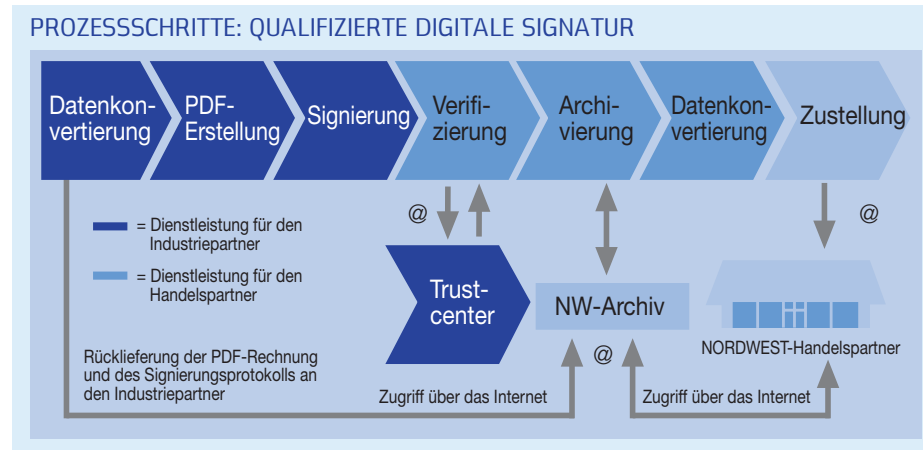 PROZESSSCHRITTE: QUALIFIZIERTE DIGITALE SIGNATUR
Datenkon-
vertierung
PDF-
Erstellung
Signierung
Verifi-
zierung
Archi-
vierung
Datenkon-
vertierung
Zustellung
@
@
= Dienstleistung für den
Industriepartner
= Dienstleistung für den
Handelspartner
Trust-
center
NW-Archiv
@
NORDWEST-Handelspartner
Rücklieferung der PDF-Rechnung
und des Signierungsprotokolls an
den Industriepartner
Zugriff über das Internet
Zugriff über das Internet